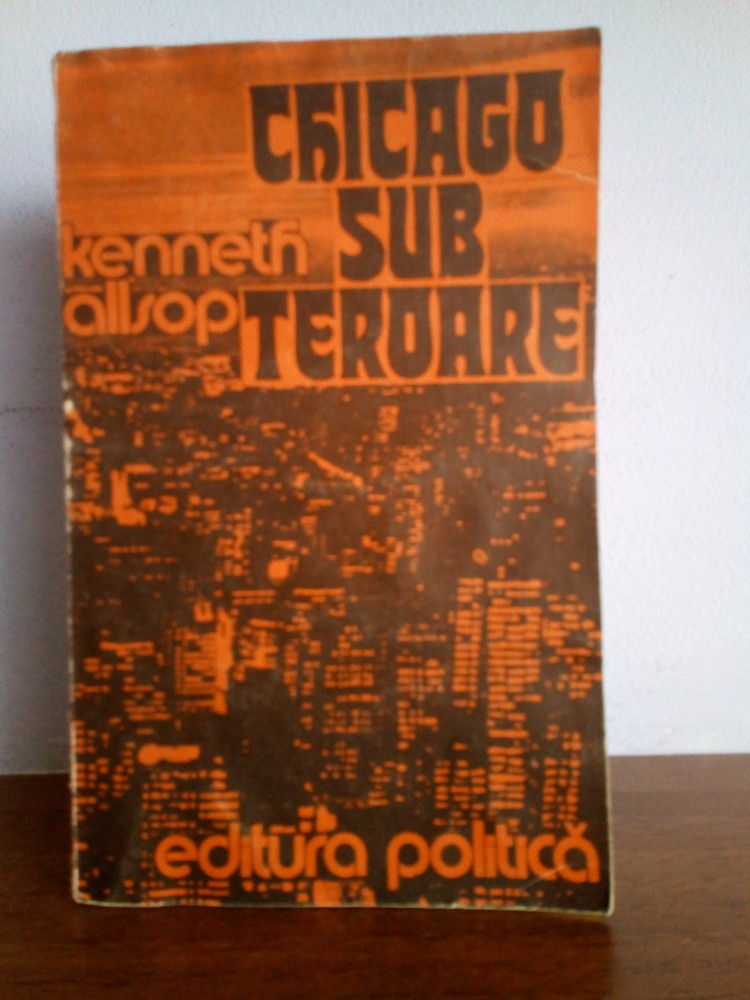 CHICAGO
SUB
TEROARE
kenneth
allsop
editura politică